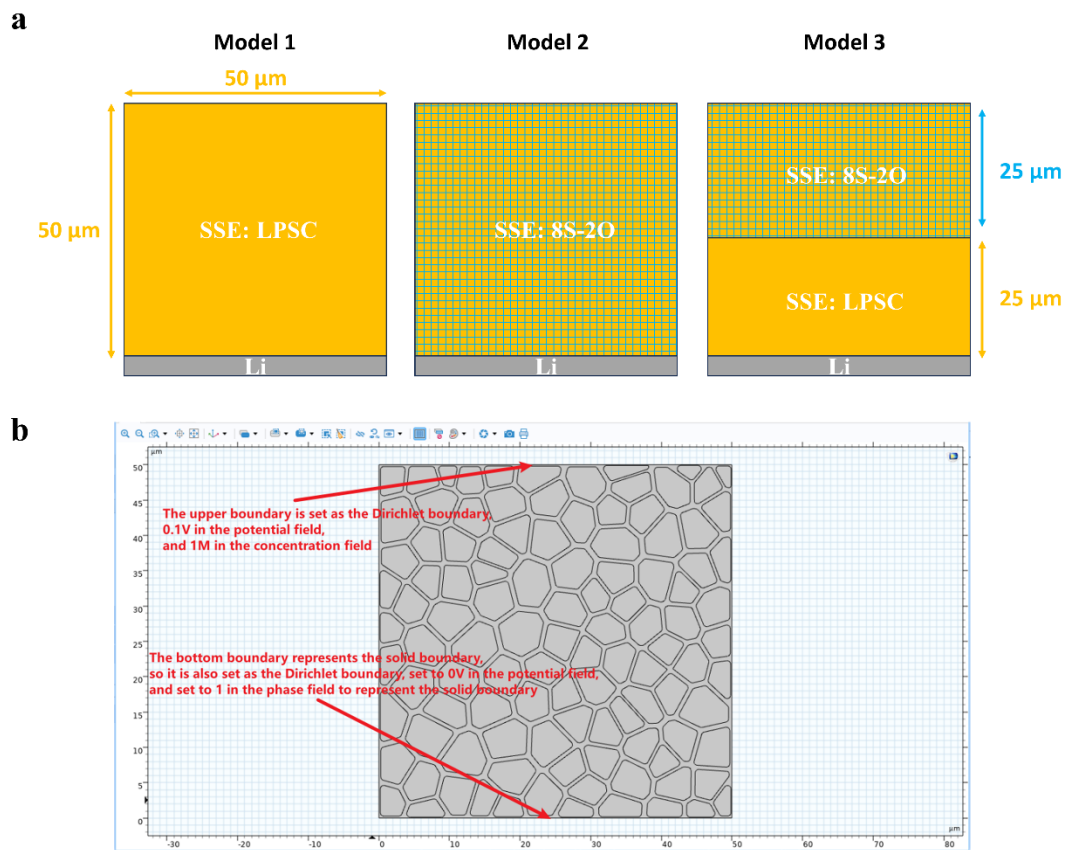 a
Model 1
Model 2
Model 3
50 μm
50 μm
SSE: LPSC
Li
SSE: 8S-2O
Li
SSE: 8S-2O
25 μm
SSE: LPSC
25 μm
Li
b
μm
50
45
40
35
30
25
20
15
10
5
0
The upper boundary is set as the Dirichlet boundary,
0.1V in the potential field,
and 1M in the concentration field
The bottom boundary represents the solid boundary,
so it is also set as the Dirichlet boundary, set to 0V in the potential field,
and set to 1 in the phase field to represent the solid boundary
μm
-30
-20
-10
0
10
20
30
40
50
60
70
80